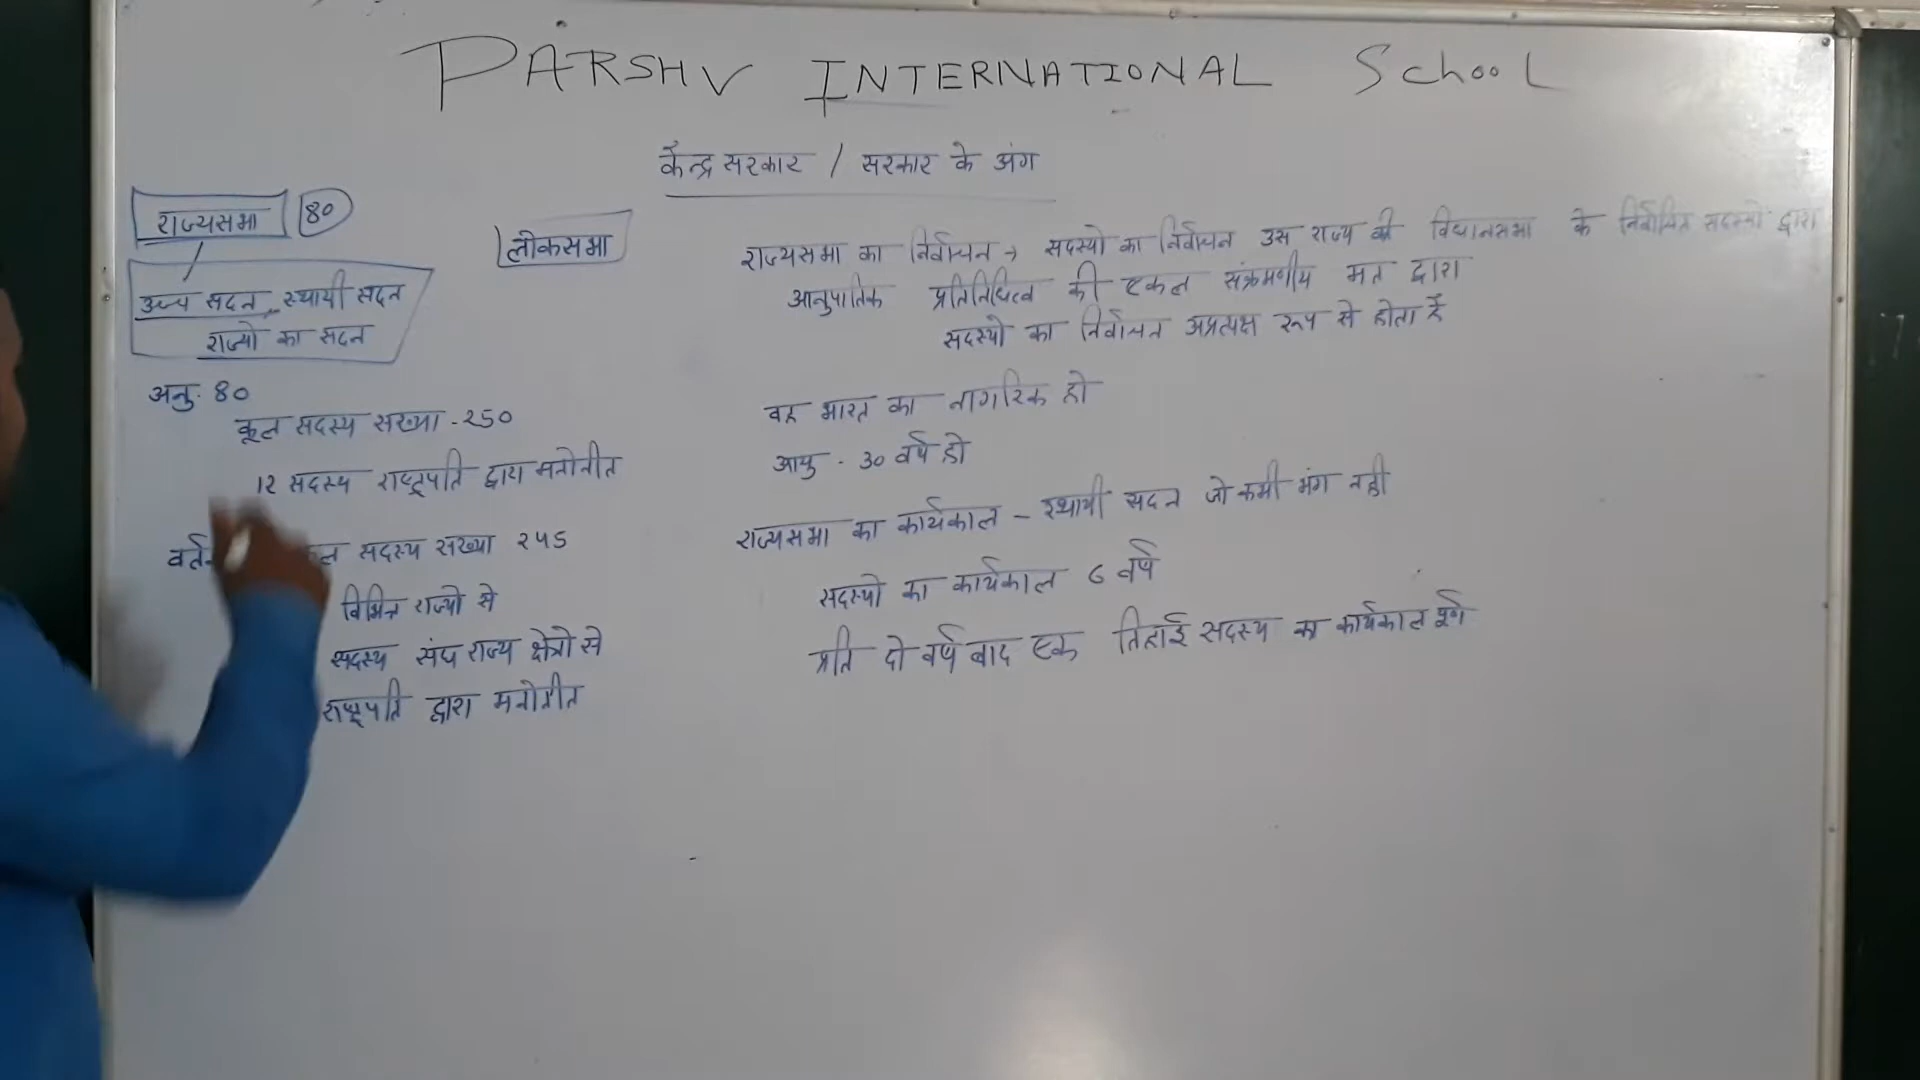 PARSHV INTERNATIONAL SchooL
केन्द्र सरकार / सरकार के अंग
राज्यसभा 80
लोकसभा
उच्च सदन, स्थायी सदन
राज्यो का सदन
अनु. 80
कूल सदस्य सख्या - 250
12 सदस्य राष्ट्रपति द्वारा मनोनीत
सदस्य सख्या 245
विभिन्न राज्यो से
सदस्य संघ राज्य क्षेत्रो से
राष्ट्रपति द्वारा मनोनीत
राज्यसभा का निर्वाचन → सदस्यो का निर्वाचन उस राज्य की विधानसभा के निर्वाचित सदस्यो द्वारा
आनुपातिक प्रतिनिधित्व की एकल संक्रमणीय मत द्वारा
सदस्यो का निर्वाचन अप्रत्यक्ष रूप से होता है
वह भारत का नागरिक हो
आयु - 30 वर्ष हो
राज्यसभा का कार्यकाल – स्थायी सदन जो कभी भंग नही
सदस्यो का कार्यकाल 6 वर्ष
प्रति दो वर्ष बाद एक तिहाई सदस्य का कार्यकाल पूर्ण